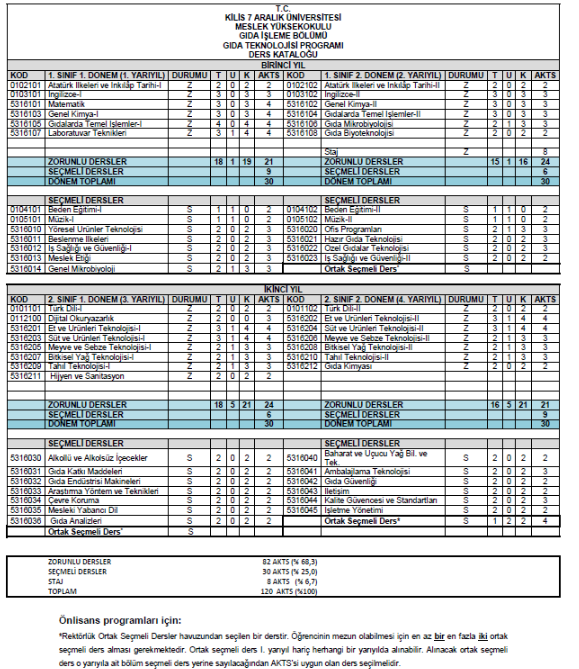 T.C.
KİLİS 7 ARALIK ÜNİVERSİTESİ
MESLEK YÜKSEKOKULU
GIDA İŞLEME BÖLÜMÜ
GIDA TEKNOLOJİSİ PROGRAMI
DERS KATALOĞU
BİRİNCİ YIL
KOD 1. SINIF 1. DÖNEM (1. YARIYIL) DURUMU T U K AKTS KOD 1. SINIF 2. DÖNEM (2. YARIYIL) DURUMU T U K AKTS
0102101 Atatürk İlkeleri ve İnkılâp Tarihi-I Z 2 0 2 2 0102102 Atatürk İlkeleri ve İnkılâp Tarihi-II Z 2 0 2 2
0103101 İngilizce-I Z 3 0 3 3 0103102 İngilizce-II Z 3 0 3 3
5316101 Matematik Z 3 0 3 3 5316102 Genel Kimya-II Z 3 0 3 3
5316103 Genel Kimya-I Z 3 0 3 4 5316104 Gıdalarda Temel İşlemler-II Z 3 0 3 3
5316105 Gıdalarda Temel İşlemler-I Z 4 0 4 4 5316106 Gıda Mikrobiyolojisi Z 2 1 3 3
5316107 Laboratuvar Teknikleri Z 3 1 4 4 5316108 Gıda Biyoteknolojisi Z 2 0 2 2
Staj Z 8
ZORUNLU DERSLER 18 1 19 21 ZORUNLU DERSLER 15 1 16 24
SEÇMELİ DERSLER 9 SEÇMELİ DERSLER 6
DÖNEM TOPLAMI 30 DÖNEM TOPLAMI 30
SEÇMELİ DERSLER SEÇMELİ DERSLER
0104101 Beden Eğitimi-I S 1 1 0 2 0104102 Beden Eğitimi-II S 1 1 0 2
0105101 Müzik-I S 1 1 0 2 0105102 Müzik-II S 1 1 0 2
5316010 Yöresel Ürünler Teknolojisi S 2 0 2 3 5316020 Ofis Programları S 2 1 3 3
5316011 Beslenme İlkeleri S 2 0 2 3 5316021 Hazır Gıda Teknolojisi S 2 0 2 2
5316012 İş Sağlığı ve Güvenliği-I S 2 0 2 3 5316022 Özel Gıdalar Teknolojisi S 2 0 2 3
5316013 Meslek Etiği S 2 0 2 3 5316023 İş Sağlığı ve Güvenliği-II S 2 0 2 2
5316014 Genel Mikrobiyoloji S 2 1 3 3 Ortak Seçmeli Ders* S
İKİNCİ YIL
KOD 2. SINIF 1. DÖNEM (3. YARIYIL) DURUMU T U K AKTS KOD 2. SINIF 2. DÖNEM (4. YARIYIL) DURUMU T U K AKTS
0101101 Türk Dili-I Z 2 0 2 2 0101102 Türk Dili-II Z 2 0 2 2
0112100 Dijital Okuryazarlık Z 2 0 0 3 5316202 Et ve Ürünleri Teknolojisi-II Z 3 1 4 4
5316201 Et ve Ürünleri Teknolojisi-I Z 3 1 4 4 5316204 Süt ve Ürünleri Teknolojisi-II Z 3 1 4 4
5316203 Süt ve Ürünleri Teknolojisi-I Z 3 1 4 4 5316206 Meyve ve Sebze Teknolojisi-II Z 2 1 3 3
5316205 Meyve ve Sebze Teknolojisi-I Z 2 1 3 3 5316208 Bitkisel Yağ Teknolojisi-II Z 2 1 3 3
5316207 Bitkisel Yağ Teknolojisi-I Z 2 1 3 3 5316210 Tahıl Teknolojisi-II Z 2 1 3 3
5316209 Tahıl Teknolojisi-I Z 2 1 3 3 5316212 Gıda Kimyası Z 2 0 2 2
5316211 Hijyen ve Sanitasyon Z 2 0 2 2
ZORUNLU DERSLER 18 5 21 24 ZORUNLU DERSLER 16 5 21 21
SEÇMELİ DERSLER 6 SEÇMELİ DERSLER 9
DÖNEM TOPLAMI 30 DÖNEM TOPLAMI 30
SEÇMELİ DERSLER SEÇMELİ DERSLER
5316030 Alkollü ve Alkolsüz İçecekler S 2 0 2 2 5316040 Baharat ve Uçucu Yağ Bil. ve Tek. S 2 0 2 2
5316031 Gıda Katkı Maddeleri S 2 0 2 2 5316041 Ambalajlama Teknolojisi S 2 0 2 3
5316032 Gıda Endüstrisi Makineleri S 2 0 2 2 5316042 Gıda Güvenliği S 2 0 2 2
5316033 Araştırma Yöntem ve Teknikleri S 2 0 2 2 5316043 İletişim S 2 0 2 2
5316034 Çevre Koruma S 2 0 2 2 5316044 Kalite Güvencesi ve Standartları S 2 0 2 3
5316035 Mesleki Yabancı Dil S 2 0 2 2 5316045 İşletme Yönetimi S 2 0 2 2
5316036 Gıda Analizleri S 2 0 2 2 Ortak Seçmeli Ders* S 1 2 2 4
Ortak Seçmeli Ders* S
ZORUNLU DERSLER 82 AKTS (% 68,3)
SEÇMELİ DERSLER 30 AKTS (% 25,0)
STAJ 8 AKTS (% 6,7)
TOPLAM 120 AKTS (%100)
Önlisans programları için:
*Rektörlük Ortak Seçmeli Dersler havuzundan seçilen bir derstir. Öğrencinin mezun olabilmesi için en az bir en fazla iki ortak
seçmeli ders alması gerekmektedir. Ortak seçmeli ders I. yarıyıl hariç herhangi bir yarıyılda alınabilir. Alınacak ortak seçmeli
ders o yarıyıla ait bölüm seçmeli ders yerine sayılacağından AKTS'si uygun olan ders seçilmelidir.